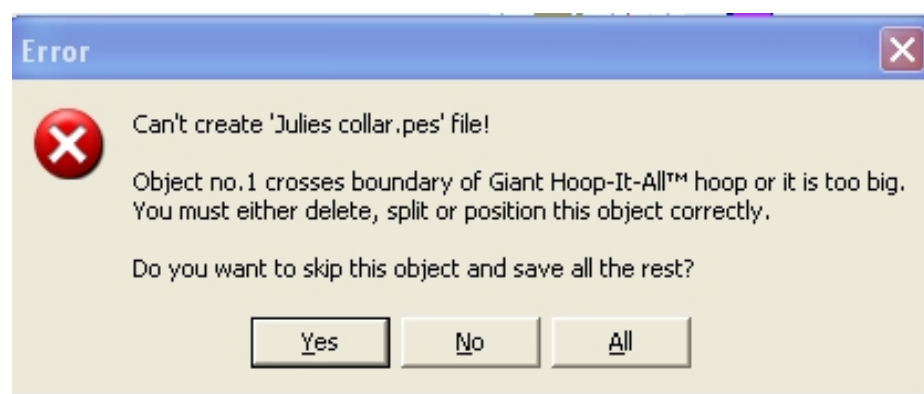 Error
Can't create 'Julies collar.pes' file!
Object no.1 crosses boundary of Giant Hoop-It-All™ hoop or it is too big.
You must either delete, split or position this object correctly.
Do you want to skip this object and save all the rest?
Yes
No
All